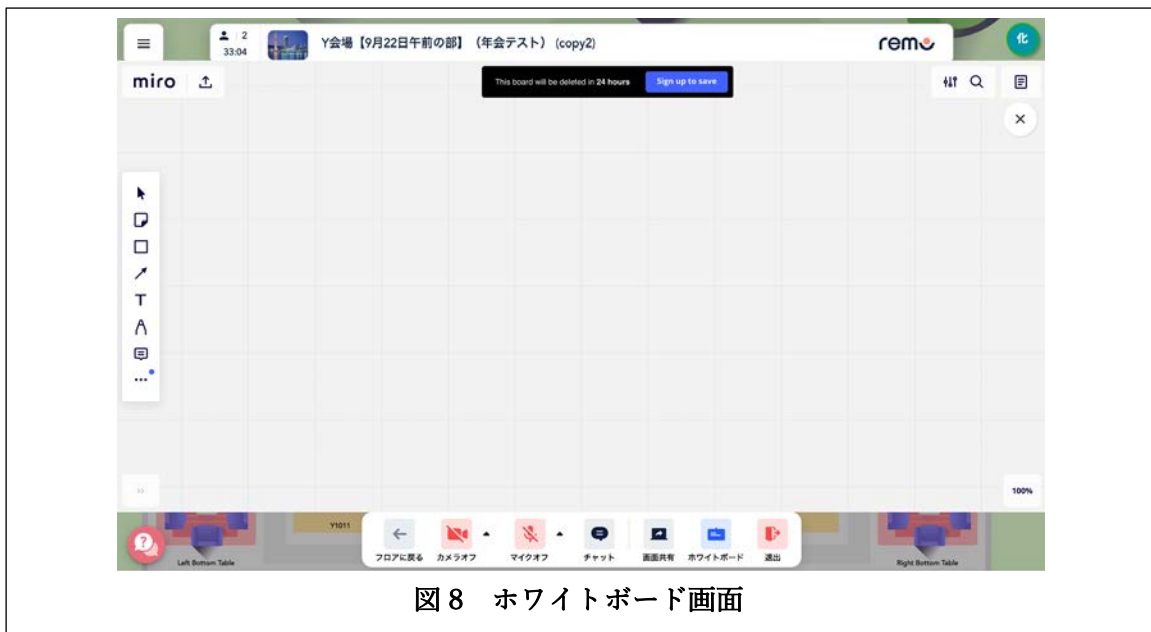 2
33:04
Y会場【9月22日午前の部】（年会テスト）(copy2)
remo
化
miro
This board will be deleted in 24 hours
Sign up to save
T
100%
Y1011
フロアに戻る
カメラオフ
マイクオフ
チャット
画面共有
ホワイトボード
退出
Left Bottom Table
Right Bottom Table
図8 ホワイトボード画面